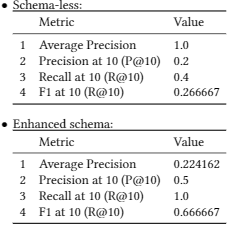 • Schema-less:
Metric Value
1 Average Precision 1.0
2 Precision at 10 (P@10) 0.2
3 Recall at 10 (R@10) 0.4
4 F1 at 10 (R@10) 0.266667
• Enhanced schema:
Metric Value
1 Average Precision 0.224162
2 Precision at 10 (P@10) 0.5
3 Recall at 10 (R@10) 1.0
4 F1 at 10 (R@10) 0.666667